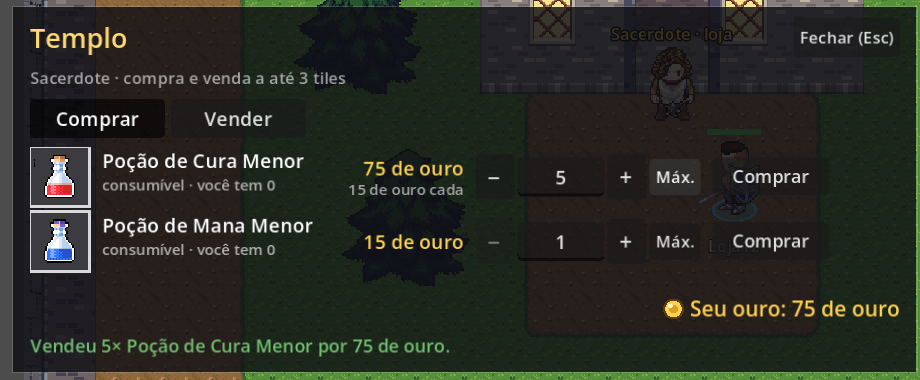 Templo
Sacerdote · loja
Fechar (Esc)
Sacerdote · compra e venda a até 3 tiles
Comprar
Vender
Poção de Cura Menor
consumível · você tem 0
75 de ouro
15 de ouro cada
− 5 + Máx. Comprar
Poção de Mana Menor
consumível · você tem 0
15 de ouro
− 1 + Máx. Comprar
Seu ouro: 75 de ouro
Vendeu 5× Poção de Cura Menor por 75 de ouro.